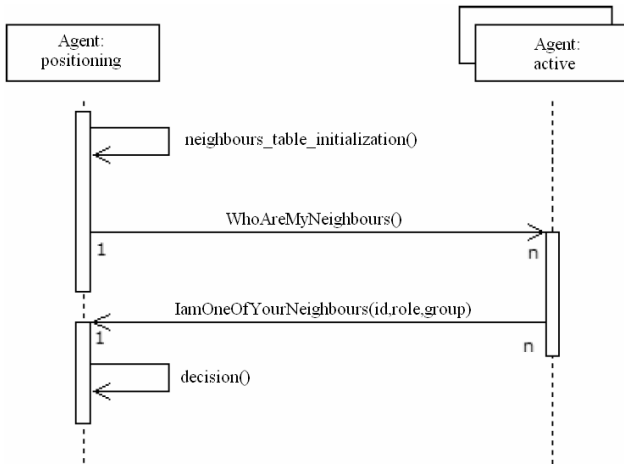 Agent:
positioning
Agent:
active
neighbours_table_initialization()
WhoAreMyNeighbours()
1
n
IamOneOfYourNeighbours(id,role,group)
1
n
decision()